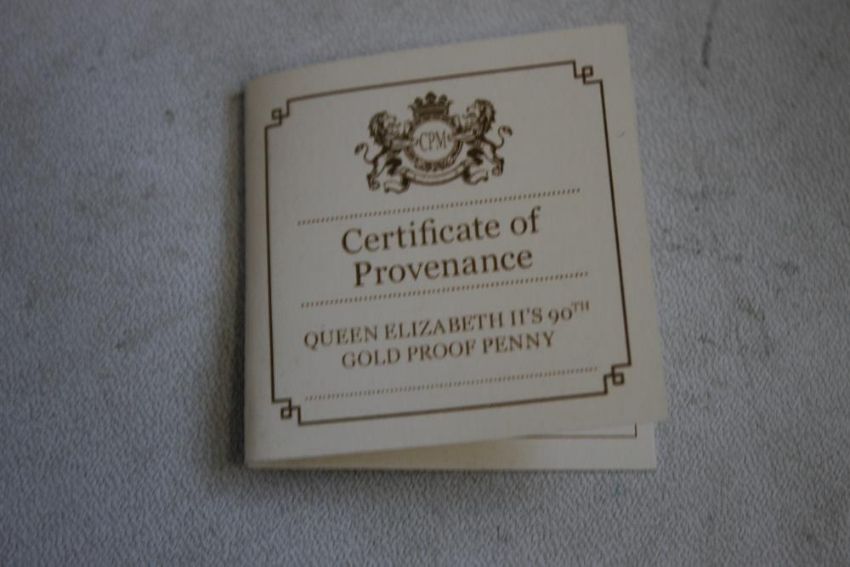 CPM
Certificate of
Provenance
QUEEN ELIZABETH II'S 90TH
GOLD PROOF PENNY